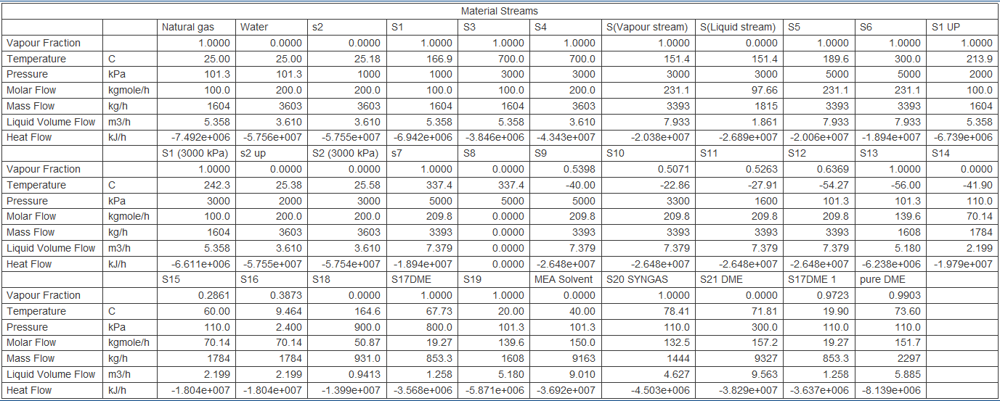 Material Streams
Natural gas Water s2 S1 S3 S4 S(Vapour stream) S(Liquid stream) S5 S6 S1 UP
Vapour Fraction 1.0000 0.0000 0.0000 1.0000 1.0000 1.0000 1.0000 0.0000 1.0000 1.0000 1.0000
Temperature C 25.00 25.00 25.18 166.9 700.0 700.0 151.4 151.4 189.6 300.0 213.9
Pressure kPa 101.3 101.3 1000 1000 3000 3000 3000 3000 5000 5000 2000
Molar Flow kgmole/h 100.0 200.0 200.0 100.0 100.0 200.0 231.1 97.66 231.1 231.1 100.0
Mass Flow kg/h 1604 3603 3603 1604 1604 3603 3393 1815 3393 3393 1604
Liquid Volume Flow m3/h 5.358 3.610 3.610 5.358 5.358 3.610 7.933 1.861 7.933 7.933 5.358
Heat Flow kJ/h -7.492e+006 -5.756e+007 -5.755e+007 -6.942e+006 -3.846e+006 -4.343e+007 -2.038e+007 -2.689e+007 -2.006e+007 -1.894e+007 -6.739e+006
S1 (3000 kPa) s2 up S2 (3000 kPa) s7 S8 S9 S10 S11 S12 S13 S14
Vapour Fraction 1.0000 0.0000 0.0000 1.0000 0.0000 0.5398 0.5071 0.5263 0.6369 1.0000 0.0000
Temperature C 242.3 25.38 25.58 337.4 337.4 -40.00 -22.86 -27.91 -54.27 -56.00 -41.90
Pressure kPa 3000 2000 3000 5000 5000 5000 3300 1600 101.3 101.3 110.0
Molar Flow kgmole/h 100.0 200.0 200.0 209.8 0.0000 209.8 209.8 209.8 209.8 139.6 70.14
Mass Flow kg/h 1604 3603 3603 3393 0.0000 3393 3393 3393 3393 1608 1784
Liquid Volume Flow m3/h 5.358 3.610 3.610 7.379 0.0000 7.379 7.379 7.379 7.379 5.180 2.199
Heat Flow kJ/h -6.611e+006 -5.755e+007 -5.754e+007 -1.894e+007 0.0000 -2.648e+007 -2.648e+007 -2.648e+007 -2.648e+007 -6.238e+006 -1.979e+007
S15 S16 S18 S17DME S19 MEA Solvent S20 SYNGAS S21 DME S17DME 1 pure DME
Vapour Fraction 0.2861 0.3873 0.0000 1.0000 1.0000 0.0000 1.0000 0.0000 0.9723 0.9903
Temperature C 60.00 9.464 164.6 67.73 20.00 40.00 78.41 71.81 19.90 73.60
Pressure kPa 110.0 2.400 900.0 800.0 101.3 101.3 110.0 300.0 110.0 110.0
Molar Flow kgmole/h 70.14 70.14 50.87 19.27 139.6 150.0 132.5 157.2 19.27 151.7
Mass Flow kg/h 1784 1784 931.0 853.3 1608 9163 1444 9327 853.3 2297
Liquid Volume Flow m3/h 2.199 2.199 0.9413 1.258 5.180 9.010 4.627 9.563 1.258 5.885
Heat Flow kJ/h -1.804e+007 -1.804e+007 -1.399e+007 -3.568e+006 -5.871e+006 -3.692e+007 -4.503e+006 -3.829e+007 -3.637e+006 -8.139e+006